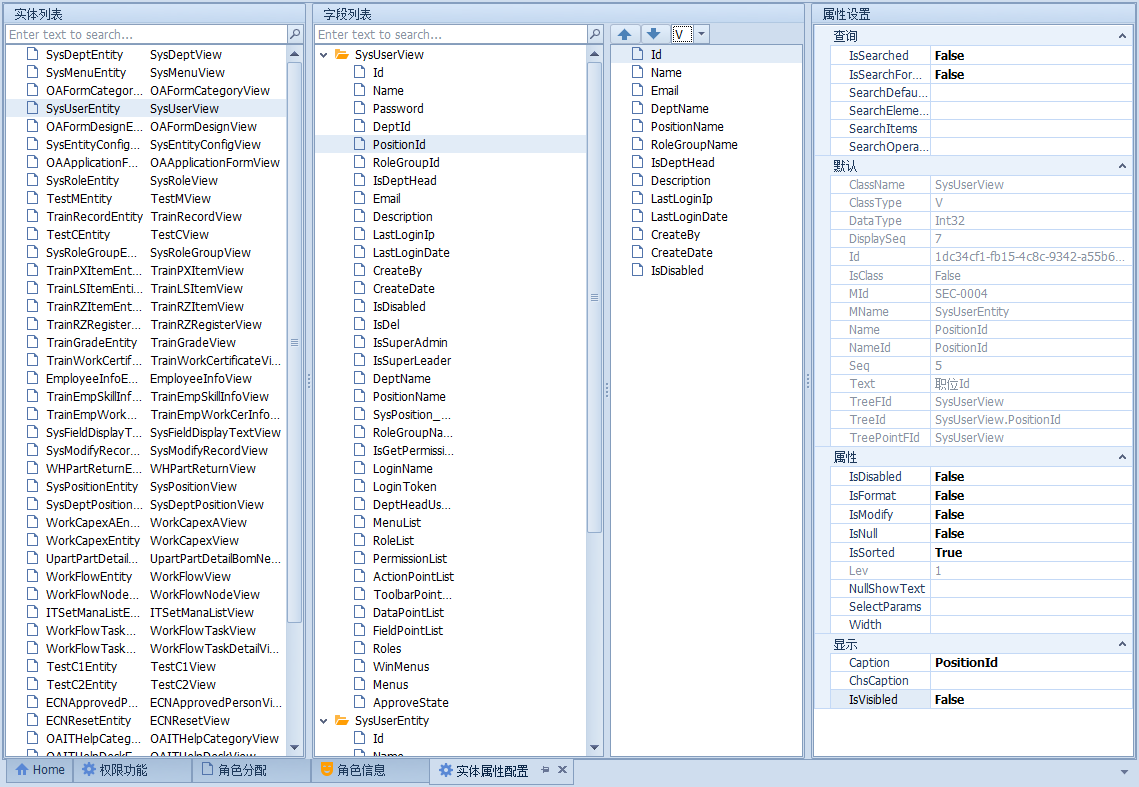 实体列表
Enter text to search...
SysDeptEntity SysDeptView
SysMenuEntity SysMenuView
OAFormCategor... OAFormCategoryView
SysUserEntity SysUserView
OAFormDesignE... OAFormDesignView
SysEntityConfig... SysEntityConfigView
OAApplicationF... OAApplicationFormView
SysRoleEntity SysRoleView
TestMEntity TestMView
TrainRecordEntity TrainRecordView
TestCEntity TestCView
SysRoleGroupE... SysRoleGroupView
TrainPXItemEnt... TrainPXItemView
TrainLSItemEnti... TrainLSItemView
TrainRZItemEnt... TrainRZItemView
TrainRZRegister... TrainRZRegisterView
TrainGradeEntity TrainGradeView
TrainWorkCertif... TrainWorkCertificateVi...
EmployeeInfoE... EmployeeInfoView
TrainEmpSkillInf... TrainEmpSkillInfoView
TrainEmpWork... TrainEmpWorkCerInfo...
SysFieldDisplayT... SysFieldDisplayTextView
SysModifyRecor... SysModifyRecordView
WHPartReturnE... WHPartReturnView
SysPositionEntity SysPositionView
SysDeptPosition... SysDeptPositionView
WorkCapexAEn... WorkCapexAView
WorkCapexEntity WorkCapexView
UpartPartDetail... UpartPartDetailBomNe...
WorkFlowEntity WorkFlowView
WorkFlowNode... WorkFlowNodeView
ITSetManaListE... ITSetManaListView
WorkFlowTask... WorkFlowTaskView
WorkFlowTask... WorkFlowTaskDetailVi...
TestC1Entity TestC1View
TestC2Entity TestC2View
ECNApprovedP... ECNApprovedPersonVi...
ECNResetEntity ECNResetView
OAITHelpCateg... OAITHelpCategoryView
OAITHelpDeskE... OAITHelpDeskView
字段列表
Enter text to search...
SysUserView
Id
Name
Password
DeptId
PositionId
RoleGroupId
IsDeptHead
Email
Description
LastLoginIp
LastLoginDate
CreateBy
CreateDate
IsDisabled
IsDel
IsSuperAdmin
IsSuperLeader
DeptName
PositionName
SysPosition_...
RoleGroupNa...
IsGetPermissi...
LoginName
LoginToken
DeptHeadUs...
MenuList
RoleList
PermissionList
ActionPointList
ToolbarPoint...
DataPointList
FieldPointList
Roles
WinMenus
Menus
ApproveState
SysUserEntity
Id
Name
V
Id
Name
Email
DeptName
PositionName
RoleGroupName
IsDeptHead
Description
LastLoginIp
LastLoginDate
CreateBy
CreateDate
IsDisabled
属性设置
查询
IsSearched False
IsSearchFor... False
SearchDefau...
SearchEleme...
SearchItems
SearchOpera...
默认
ClassName SysUserView
ClassType V
DataType Int32
DisplaySeq 7
Id 1dc34cf1-fb15-4c8c-9342-a55b6...
IsClass False
MId SEC-0004
MName SysUserEntity
Name PositionId
NameId PositionId
Seq 5
Text 职位Id
TreeFId SysUserView
TreeId SysUserView.PositionId
TreePointFId SysUserView
属性
IsDisabled False
IsFormat False
IsModify False
IsNull False
IsSorted True
Lev 1
NullShowText
SelectParams
Width
显示
Caption PositionId
ChsCaption
IsVisibled False
Home 权限功能 角色分配 角色信息 实体属性配置